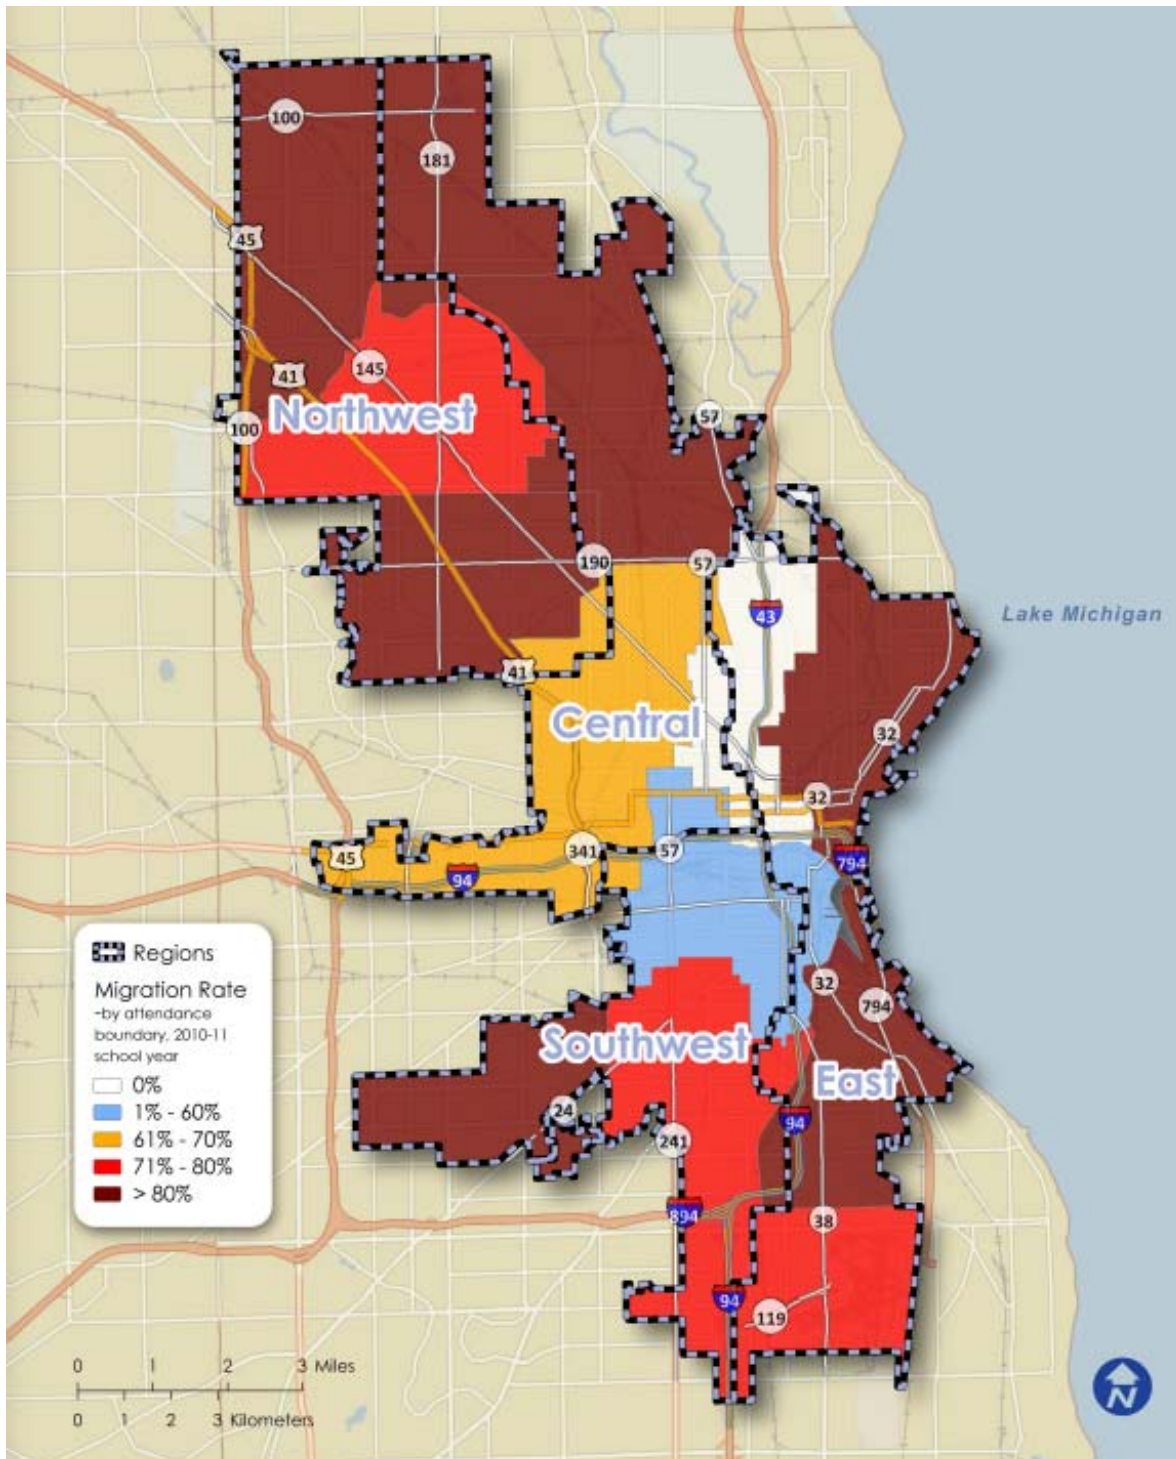 100
181
45
145
41
100
Northwest
57
190
57
43
Lake Michigan
41
Central
32
32
341
57
45
94
794
Regions
Migration Rate
-by attendance
boundary, 2010-11
school year
0%
1% - 60%
61% - 70%
71% - 80%
> 80%
32
794
Southwest
East
24
94
241
894
38
94
119
0 1 2 3 Miles
0 1 2 3 Kilometers
N